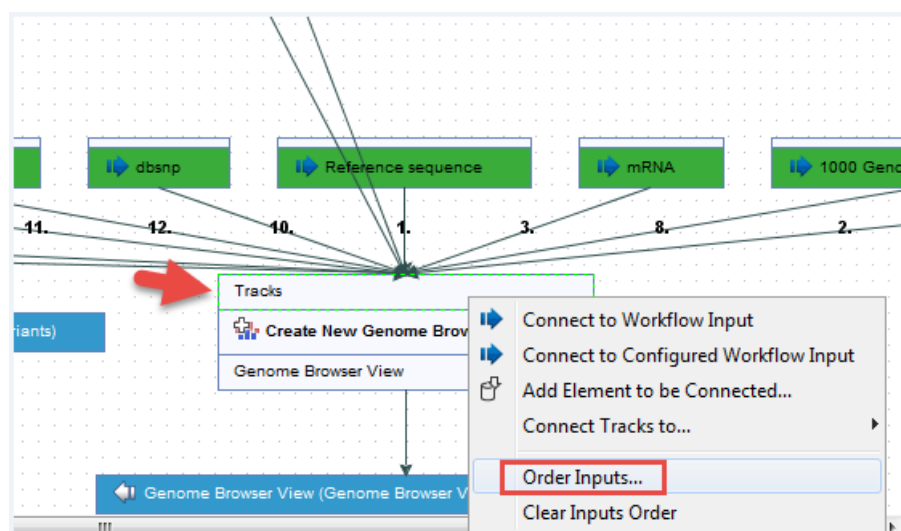 dbsnp
Reference sequence
mRNA
1000 Geno
11.
12.
10.
1.
3.
8.
2.
Tracks
riants)
Create New Genome Brow
Genome Browser View
Genome Browser View (Genome Browser V
Connect to Workflow Input
Connect to Configured Workflow Input
Add Element to be Connected...
Connect Tracks to...
Order Inputs...
Clear Inputs Order